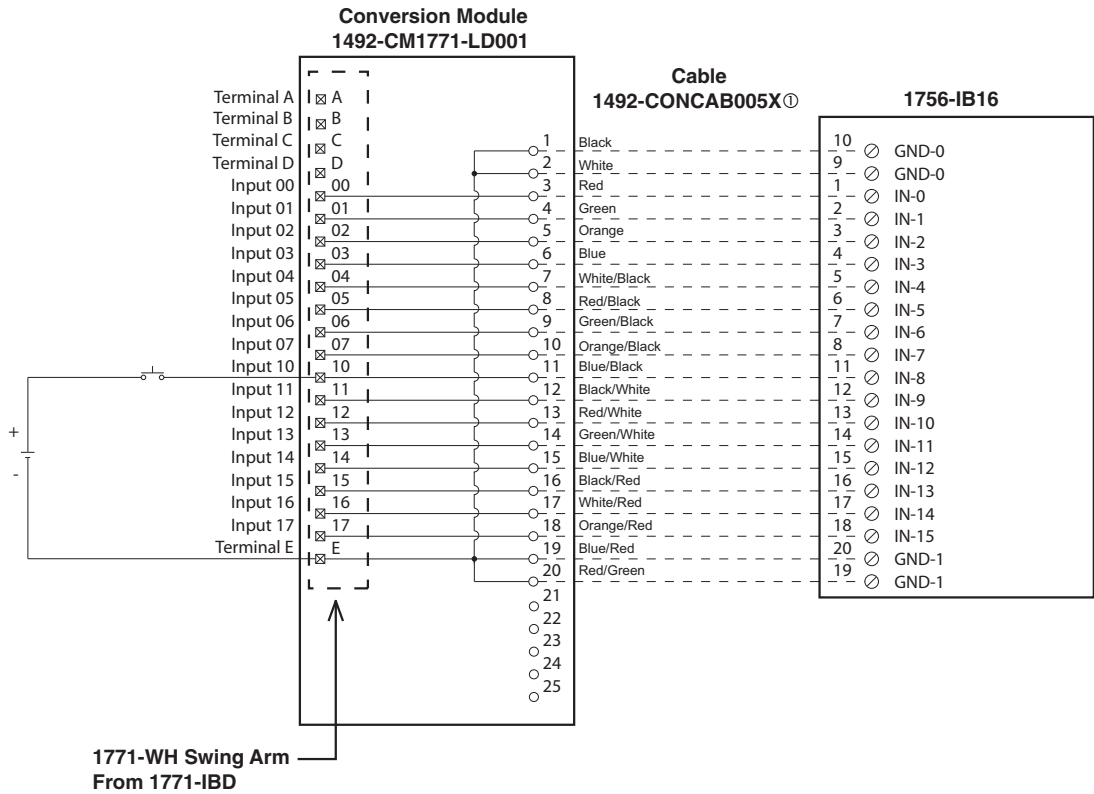 Conversion Module
1492-CM1771-LD001
Cable
1492-CONCAB005X①
1756-IB16
Terminal A A
Terminal B B
Terminal C C
Terminal D D
1 Black 10 GND-0
2 White 9 GND-0
Input 00 00 3 Red 1 IN-0
Input 01 01 4 Green 2 IN-1
Input 02 02 5 Orange 3 IN-2
Input 03 03 6 Blue 4 IN-3
Input 04 04 7 White/Black 5 IN-4
Input 05 05 8 Red/Black 6 IN-5
Input 06 06 9 Green/Black 7 IN-6
Input 07 07 10 Orange/Black 8 IN-7
Input 10 10 11 Blue/Black 11 IN-8
Input 11 11 12 Black/White 12 IN-9
Input 12 12 13 Red/White 13 IN-10
Input 13 13 14 Green/White 14 IN-11
Input 14 14 15 Blue/White 15 IN-12
Input 15 15 16 Black/Red 16 IN-13
Input 16 16 17 White/Red 17 IN-14
Input 17 17 18 Orange/Red 18 IN-15
Terminal E E 19 Blue/Red 20 GND-1
20 Red/Green 19 GND-1
21
22
23
24
25
+
-
1771-WH Swing Arm
From 1771-IBD